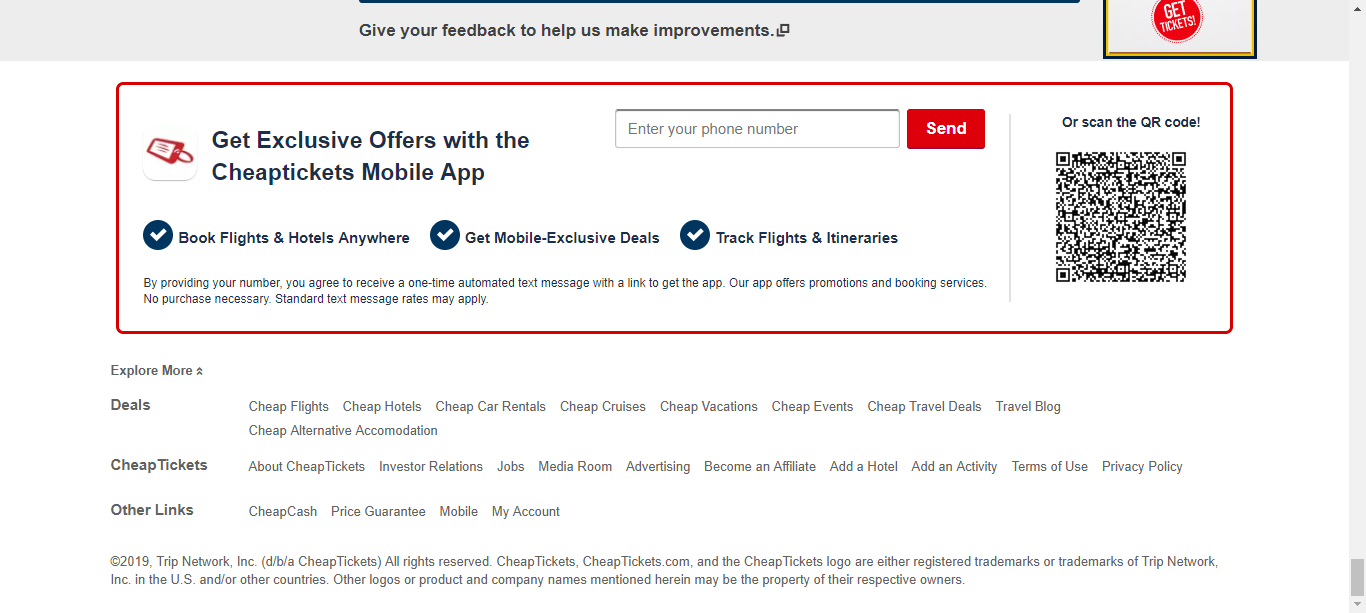 GET
TICKETS!
Give your feedback to help us make improvements.
Get Exclusive Offers with the
Cheaptickets Mobile App
Enter your phone number
Send
Or scan the QR code!
Book Flights & Hotels Anywhere
Get Mobile-Exclusive Deals
Track Flights & Itineraries
By providing your number, you agree to receive a one-time automated text message with a link to get the app. Our app offers promotions and booking services.
No purchase necessary. Standard text message rates may apply.
Explore More
Deals
Cheap Flights Cheap Hotels Cheap Car Rentals Cheap Cruises Cheap Vacations Cheap Events Cheap Travel Deals Travel Blog
Cheap Alternative Accomodation
CheapTickets
About CheapTickets Investor Relations Jobs Media Room Advertising Become an Affiliate Add a Hotel Add an Activity Terms of Use Privacy Policy
Other Links
CheapCash Price Guarantee Mobile My Account
©2019, Trip Network, Inc. (d/b/a CheapTickets) All rights reserved. CheapTickets, CheapTickets.com, and the CheapTickets logo are either registered trademarks or trademarks of Trip Network,
Inc. in the U.S. and/or other countries. Other logos or product and company names mentioned herein may be the property of their respective owners.